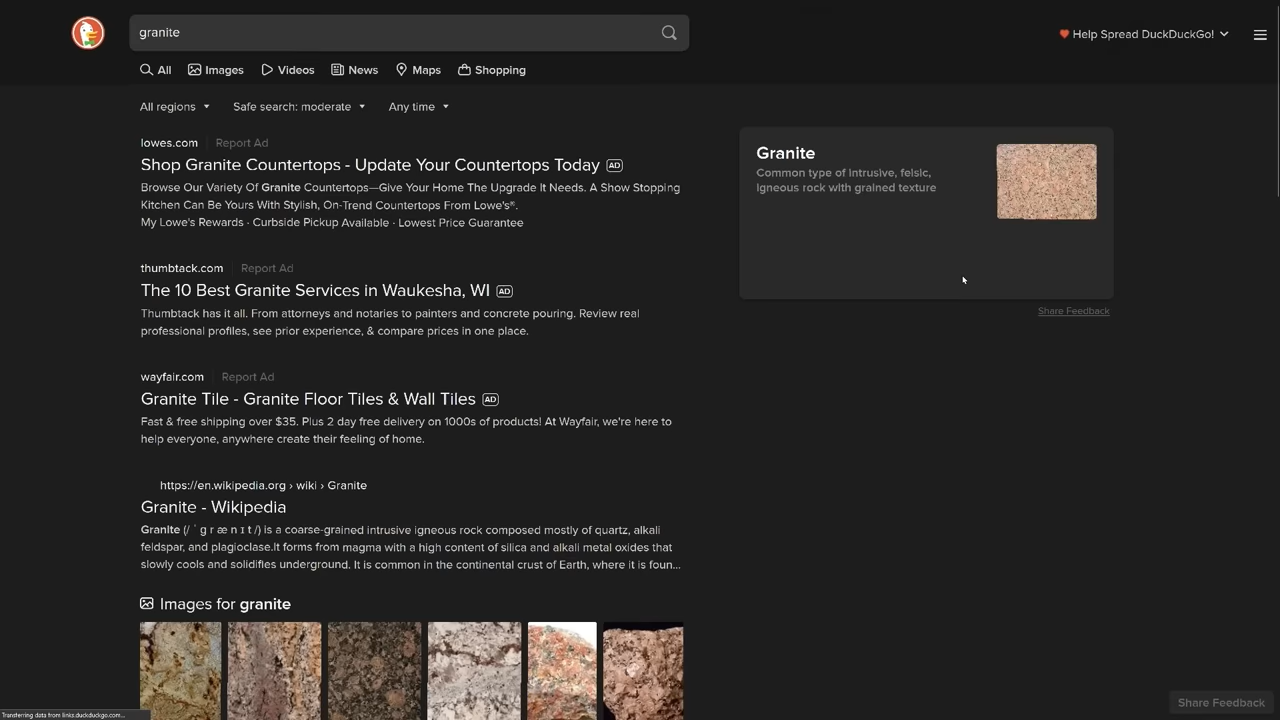 granite
Help Spread DuckDuckGo!
All
Images
Videos
News
Maps
Shopping
All regions
Safe search: moderate
Any time
lowes.com Report Ad
Shop Granite Countertops - Update Your Countertops Today AD
Browse Our Variety Of Granite Countertops—Give Your Home The Upgrade It Needs. A Show Stopping
Kitchen Can Be Yours With Stylish, On-Trend Countertops From Lowe's®.
My Lowe's Rewards · Curbside Pickup Available · Lowest Price Guarantee
thumbtack.com Report Ad
The 10 Best Granite Services in Waukesha, WI AD
Thumbtack has it all. From attorneys and notaries to painters and concrete pouring. Review real
professional profiles, see prior experience, & compare prices in one place.
wayfair.com Report Ad
Granite Tile - Granite Floor Tiles & Wall Tiles AD
Fast & free shipping over $35. Plus 2 day free delivery on 1000s of products! At Wayfair, we're here to
help everyone, anywhere create their feeling of home.
https://en.wikipedia.org › wiki › Granite
Granite - Wikipedia
Granite (/ ˈ ɡ r æ n ɪ t /) is a coarse-grained intrusive igneous rock composed mostly of quartz, alkali
feldspar, and plagioclase.It forms from magma with a high content of silica and alkali metal oxides that
slowly cools and solidifies underground. It is common in the continental crust of Earth, where it is foun...
Images for granite
Granite
Common type of intrusive, felsic,
igneous rock with grained texture
Share Feedback
Share Feedback
Transferring data from links.duckduckgo.com...